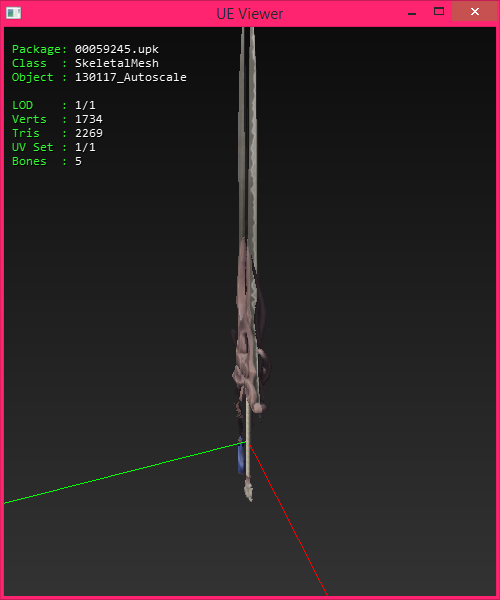 UE Viewer
Package: 00059245.upk
Class : SkeletalMesh
Object : 130117_Autoscale
LOD : 1/1
Verts : 1734
Tris : 2269
UV Set : 1/1
Bones : 5